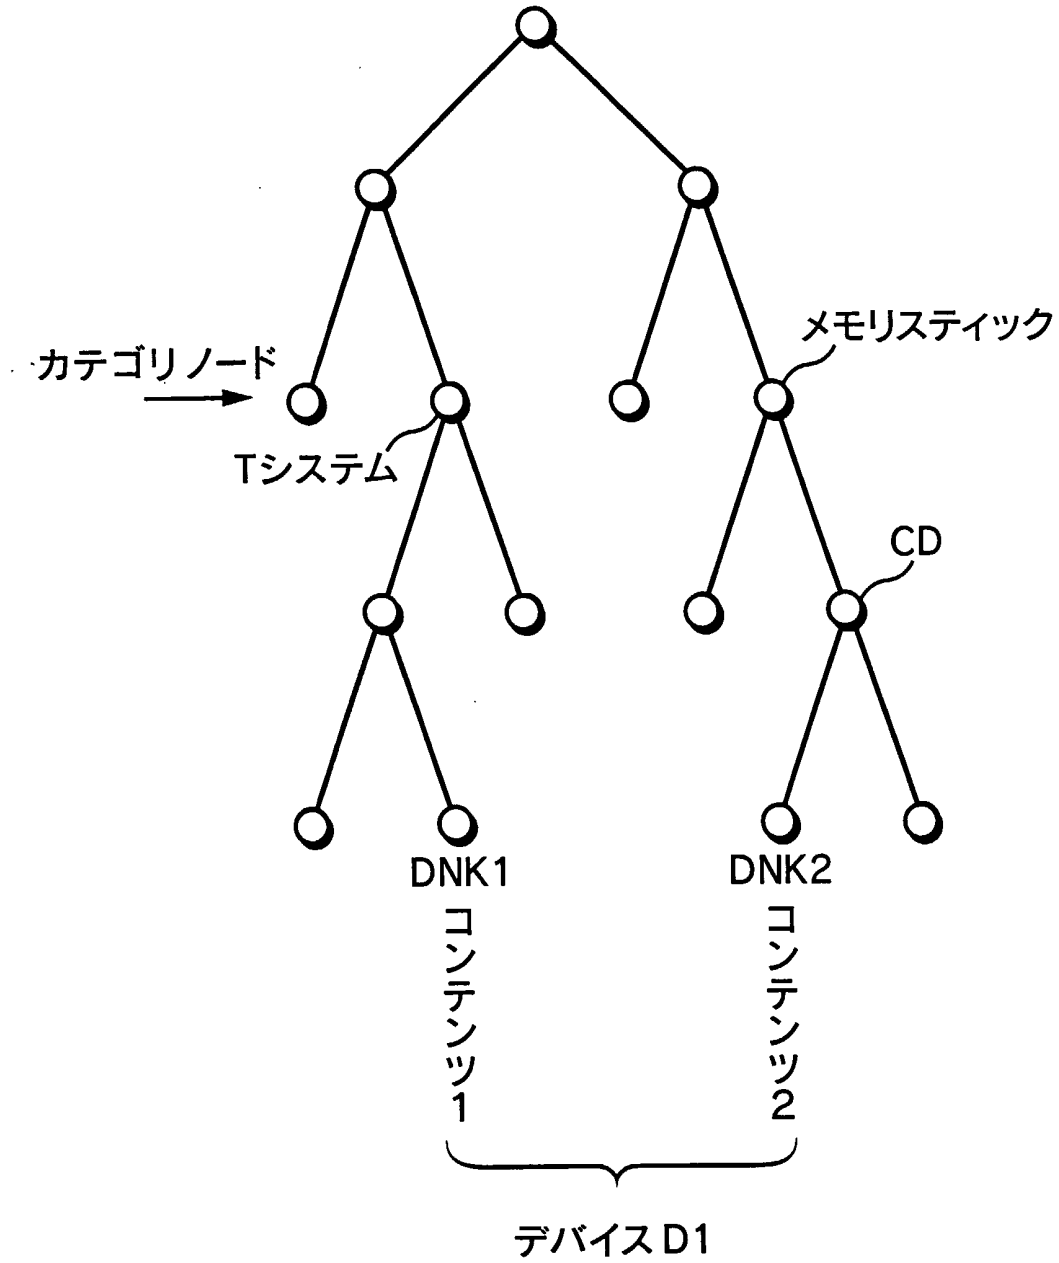 メモリスティック
カテゴリノード
Tシステム
CD
DNK1
DNK2
コンテンツ1
コンテンツ2
デバイスD1